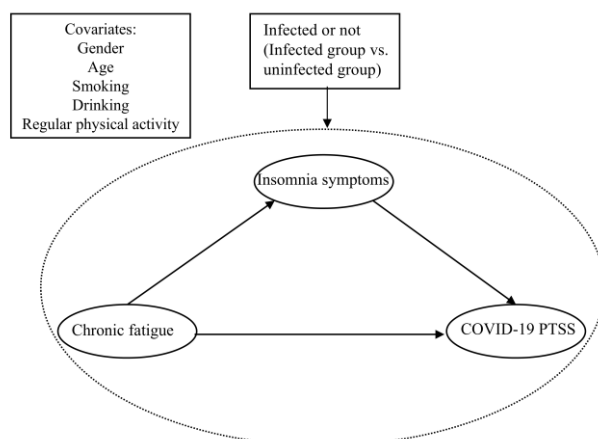 Covariates:
Gender
Age
Smoking
Drinking
Regular physical activity
Infected or not
(Infected group vs.
uninfected group)
Insomnia symptoms
Chronic fatigue
COVID-19 PTSS